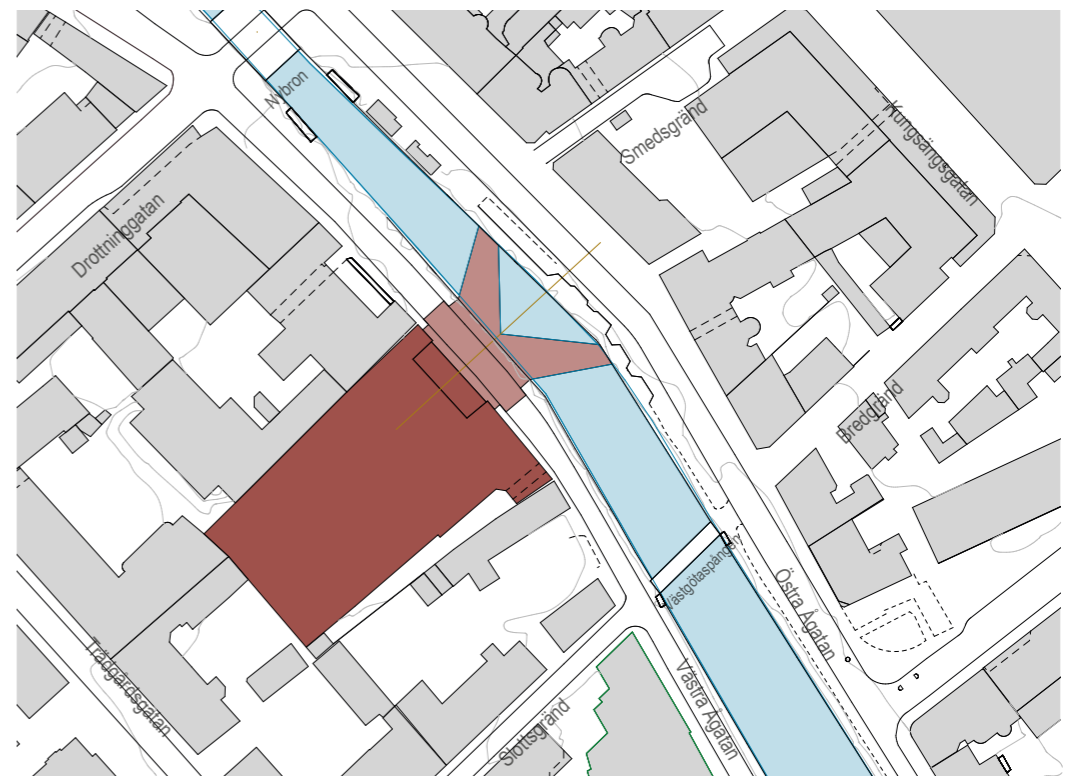 Nybron
Smedsgränd
Kungsängsgatan
Drottninggatan
Bredgränd
Västgötaspången
Östra Ågatan
Trädgårdsgatan
Västra Ågatan
Slottsgränd